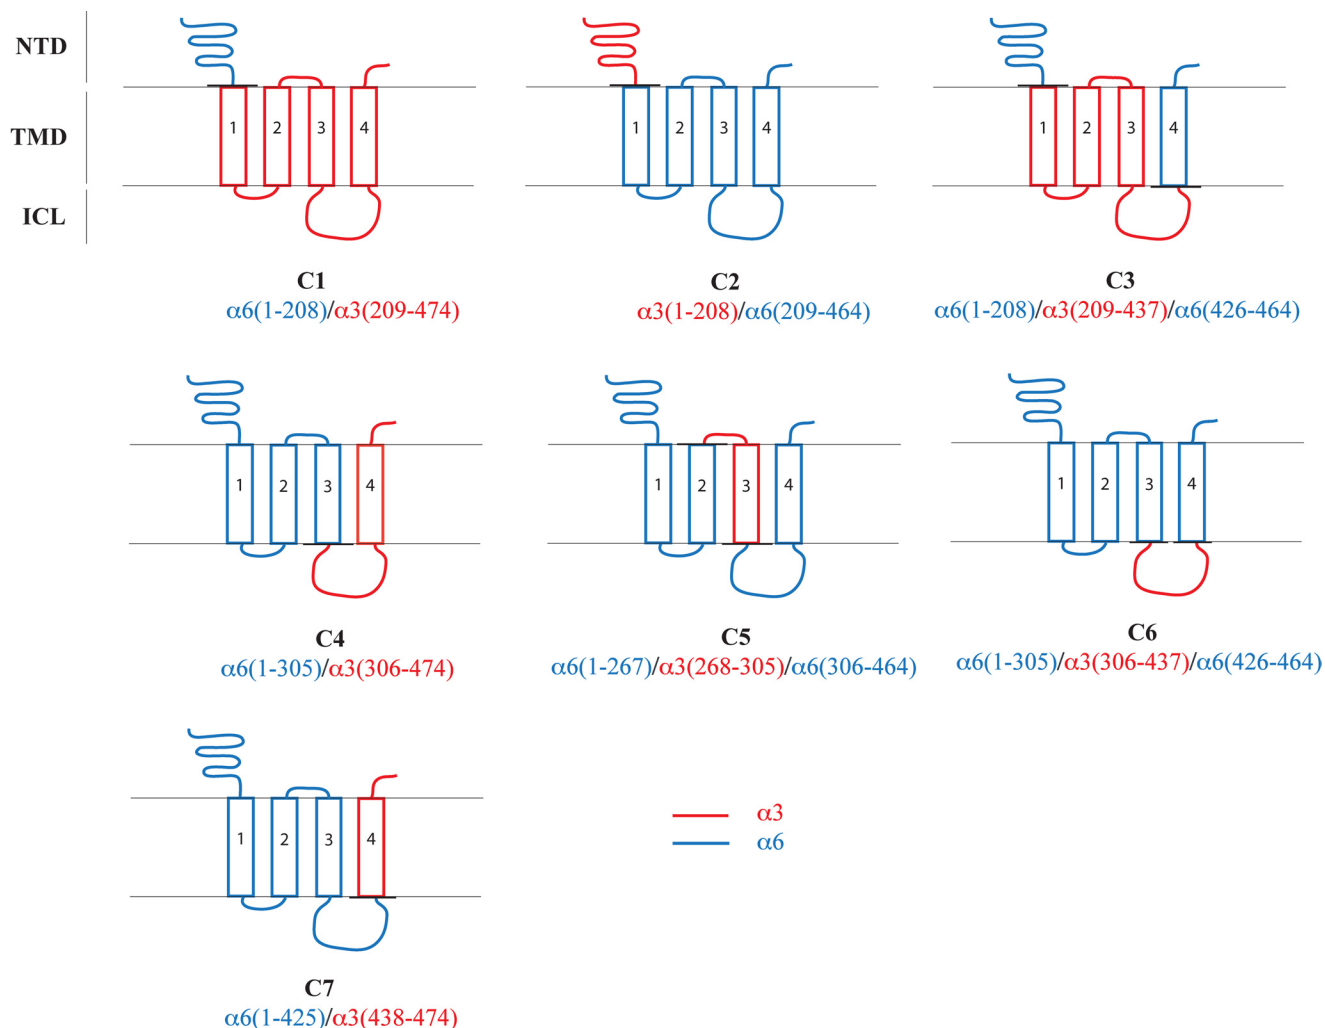 NTD
TMD
ICL
1 2 3 4
1 2 3 4
1 2 3 4
C1
α6(1-208)/α3(209-474)
C2
α3(1-208)/α6(209-464)
C3
α6(1-208)/α3(209-437)/α6(426-464)
1 2 3 4
1 2 3 4
1 2 3 4
C4
α6(1-305)/α3(306-474)
C5
α6(1-267)/α3(268-305)/α6(306-464)
C6
α6(1-305)/α3(306-437)/α6(426-464)
1 2 3 4
C7
α6(1-425)/α3(438-474)
α3
α6